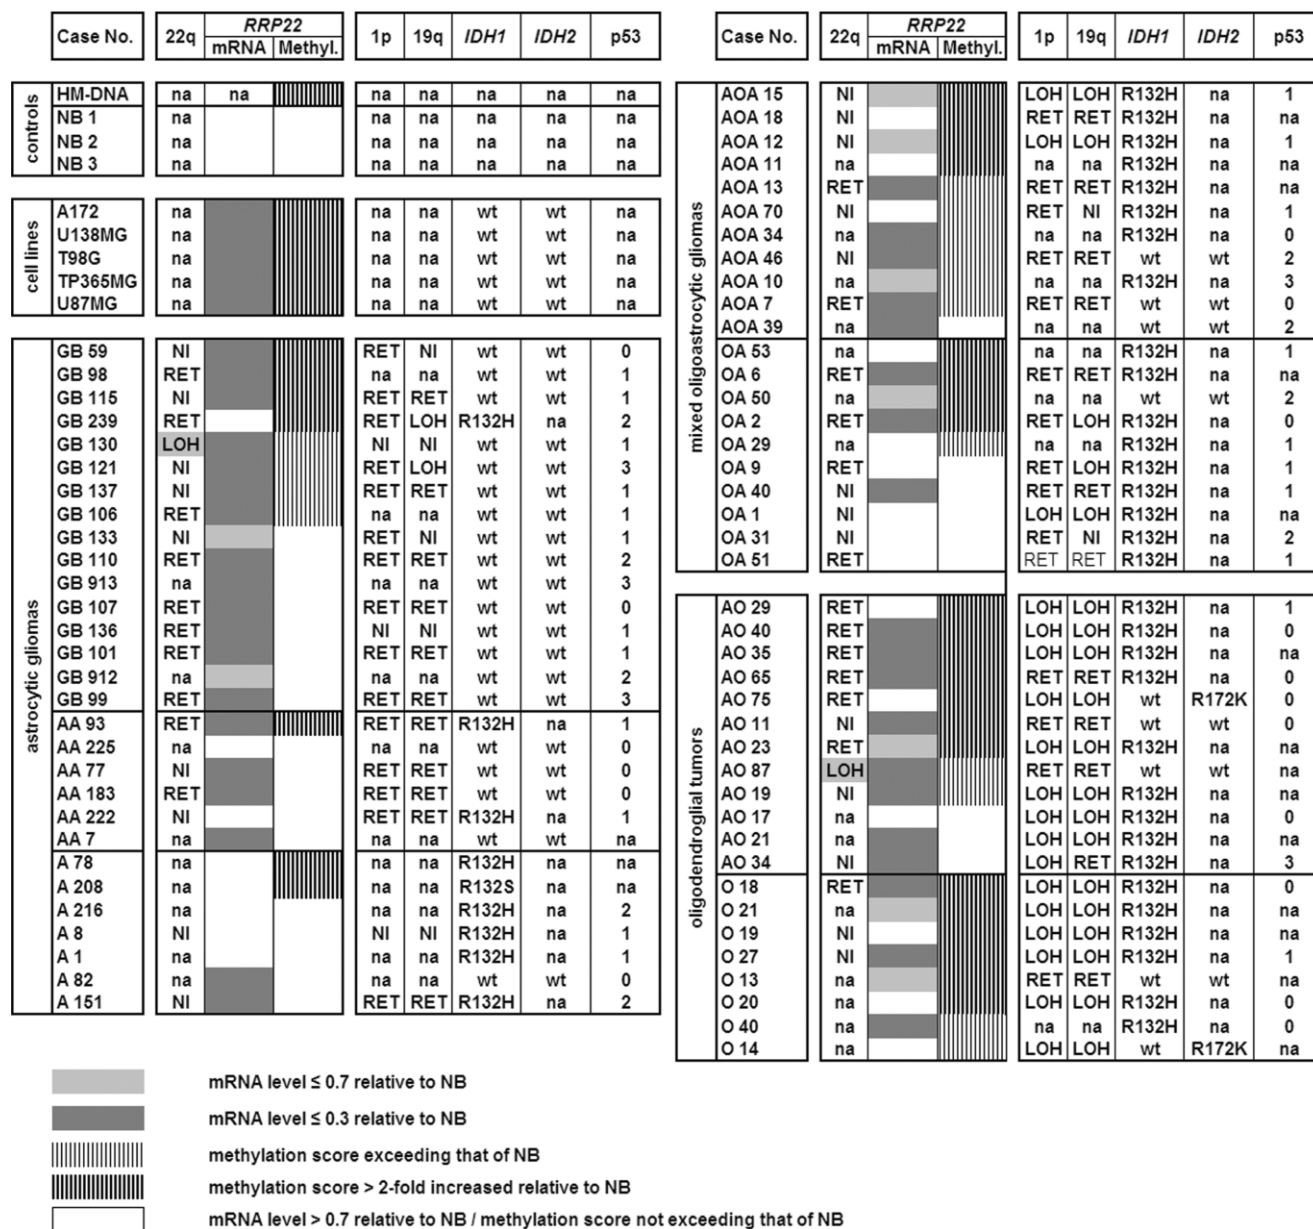 Case No. 22q RRP22 1p 19q IDH1 IDH2 p53
mRNA Methyl.
controls
HM-DNA na na na na na na na
NB 1 na na na na na na
NB 2 na na na na na na
NB 3 na na na na na na
cell lines
A172 na na na wt wt na
U138MG na na na wt wt na
T98G na na na wt wt na
TP365MG na na na wt wt na
U87MG na na na wt wt na
astrocytic gliomas
GB 59 NI RET NI wt wt 0
GB 98 RET na na wt wt 1
GB 115 NI RET RET wt wt 1
GB 239 RET RET LOH R132H na 2
GB 130 LOH NI NI wt wt 1
GB 121 NI RET LOH wt wt 3
GB 137 NI RET RET wt wt 1
GB 106 RET na na wt wt 1
GB 133 NI RET NI wt wt 1
GB 110 RET RET RET wt wt 2
GB 913 na na na wt wt 3
GB 107 RET RET RET wt wt 0
GB 136 RET NI NI wt wt 1
GB 101 RET RET RET wt wt 1
GB 912 na na na wt wt 2
GB 99 RET RET RET wt wt 3
AA 93 RET RET RET R132H na 1
AA 225 na na na wt wt 0
AA 77 NI RET RET wt wt 0
AA 183 RET RET RET wt wt 0
AA 222 NI RET RET R132H na 1
AA 7 na na na wt wt na
A 78 na na na R132H na na
A 208 na na na R132S na na
A 216 na na na R132H na 2
A 8 NI NI NI R132H na 1
A 1 na na na R132H na 1
A 82 na na na wt wt 0
A 151 NI RET RET R132H na 2
Case No. 22q RRP22 1p 19q IDH1 IDH2 p53
mRNA Methyl.
mixed oligoastrocytic gliomas
AOA 15 NI LOH LOH R132H na 1
AOA 18 NI RET RET R132H na na
AOA 12 NI LOH LOH R132H na 1
AOA 11 na na na R132H na na
AOA 13 RET RET RET R132H na na
AOA 70 NI RET NI R132H na 1
AOA 34 na na na R132H na 0
AOA 46 NI RET RET wt wt 2
AOA 10 na na na R132H na 3
AOA 7 RET RET RET wt wt 0
AOA 39 na na na wt wt 2
OA 53 na na na R132H na 1
OA 6 RET RET RET R132H na na
OA 50 na na na wt wt 2
OA 2 RET RET LOH R132H na 0
OA 29 na na na R132H na 1
OA 9 RET RET LOH R132H na 1
OA 40 NI RET RET R132H na 1
OA 1 NI LOH LOH R132H na na
OA 31 NI RET NI R132H na 2
OA 51 RET RET RET R132H na 1
oligodendroglial tumors
AO 29 RET LOH LOH R132H na 1
AO 40 RET LOH LOH R132H na 0
AO 35 RET LOH LOH R132H na na
AO 65 RET RET RET R132H na 0
AO 75 RET LOH LOH wt R172K 0
AO 11 NI RET RET wt wt 0
AO 23 RET LOH LOH R132H na na
AO 87 LOH RET RET wt wt na
AO 19 NI LOH LOH R132H na na
AO 17 na LOH LOH R132H na 0
AO 21 na LOH LOH R132H na na
AO 34 NI LOH RET R132H na 3
O 18 RET LOH LOH R132H na 0
O 21 na LOH LOH R132H na na
O 19 NI LOH LOH R132H na na
O 27 NI LOH LOH R132H na 1
O 13 na RET RET wt wt na
O 20 na LOH LOH R132H na 0
O 40 na na na R132H na 0
O 14 na LOH LOH wt R172K na
mRNA level ≤ 0.7 relative to NB
mRNA level ≤ 0.3 relative to NB
methylation score exceeding that of NB
methylation score > 2-fold increased relative to NB
mRNA level > 0.7 relative to NB / methylation score not exceeding that of NB